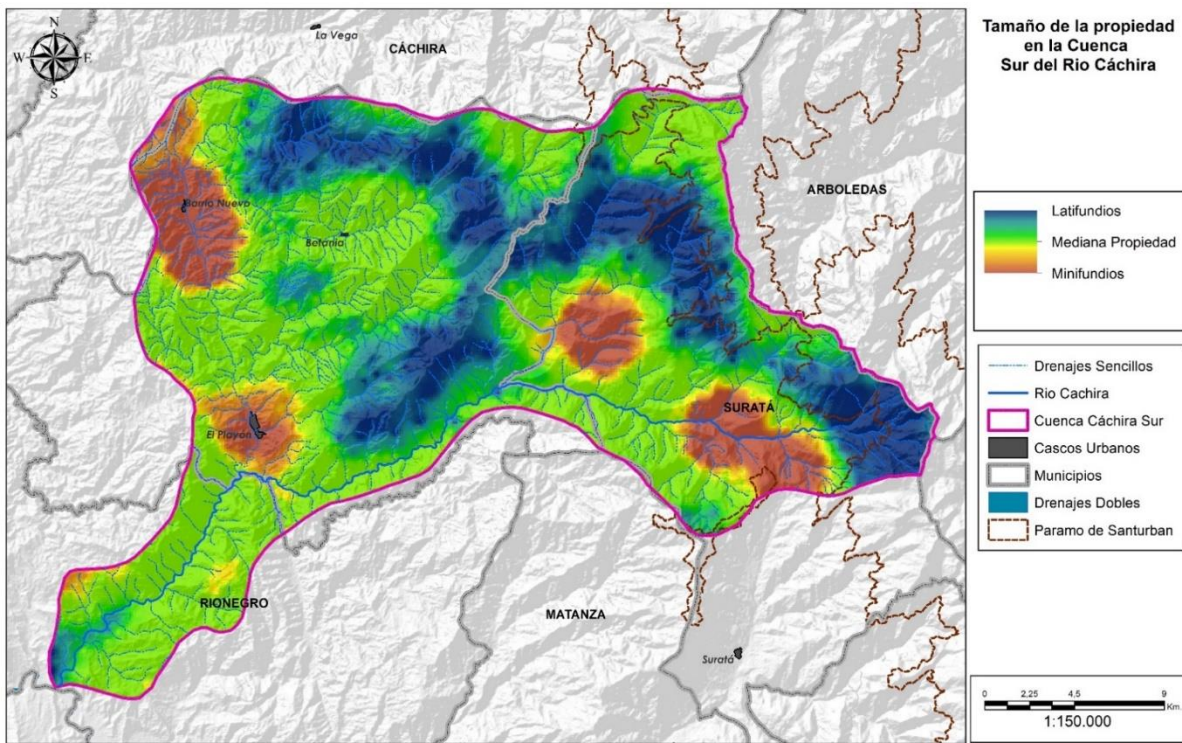 Tamaño de la propiedad
en la Cuenca
Sur del Rio Cáchira
N
W
E
S
La Vega
CÁCHIRA
ARBOLEDAS
Barrio Nuevo
Betania
El Playon
SURATÁ
RIONEGRO
MATANZA
Suratá
Latifundios
Mediana Propiedad
Minifundios
Drenajes Sencillos
Rio Cachira
Cuenca Cáchira Sur
Cascos Urbanos
Municipios
Drenajes Dobles
Paramo de Santurban
0 2,25 4,5 9
Km.
1:150.000